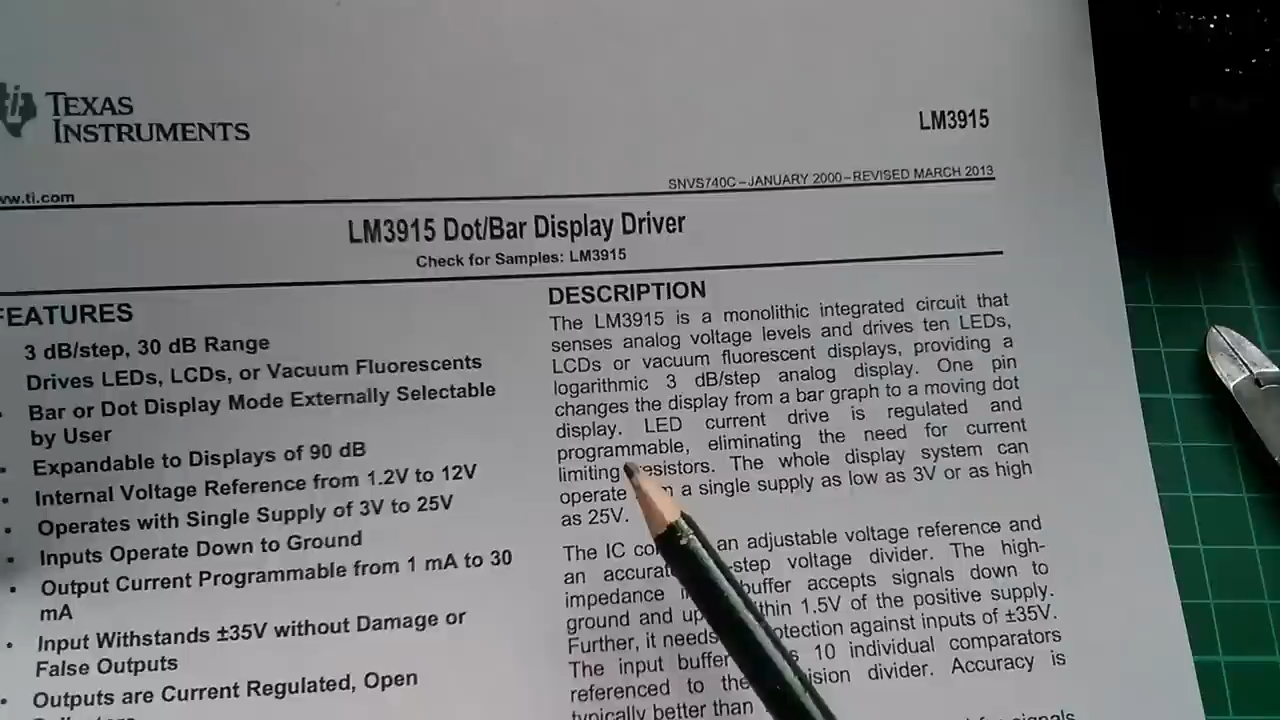 TEXAS
INSTRUMENTS
LM3915
www.ti.com
SNVS740C – JANUARY 2000 – REVISED MARCH 2013
LM3915 Dot/Bar Display Driver
Check for Samples: LM3915
FEATURES
3 dB/step, 30 dB Range
Drives LEDs, LCDs, or Vacuum Fluorescents
• Bar or Dot Display Mode Externally Selectable
by User
• Expandable to Displays of 90 dB
• Internal Voltage Reference from 1.2V to 12V
• Operates with Single Supply of 3V to 25V
• Inputs Operate Down to Ground
• Output Current Programmable from 1 mA to 30
mA
• Input Withstands ±35V without Damage or
False Outputs
• Outputs are Current Regulated, Open
DESCRIPTION
The LM3915 is a monolithic integrated circuit that
senses analog voltage levels and drives ten LEDs,
LCDs or vacuum fluorescent displays, providing a
logarithmic 3 dB/step analog display. One pin
changes the display from a bar graph to a moving dot
display. LED current drive is regulated and
programmable, eliminating the need for current
limiting resistors. The whole display system can
operate a single supply as low as 3V or as high
as 25V.
The IC an adjustable voltage reference and
an -step voltage divider. The high-
impedance buffer accepts signals down to
ground and up within 1.5V of the positive supply.
Further, it needs protection against inputs of ±35V.
The input buffer 10 individual comparators
referenced to the divider. Accuracy is
typically better than